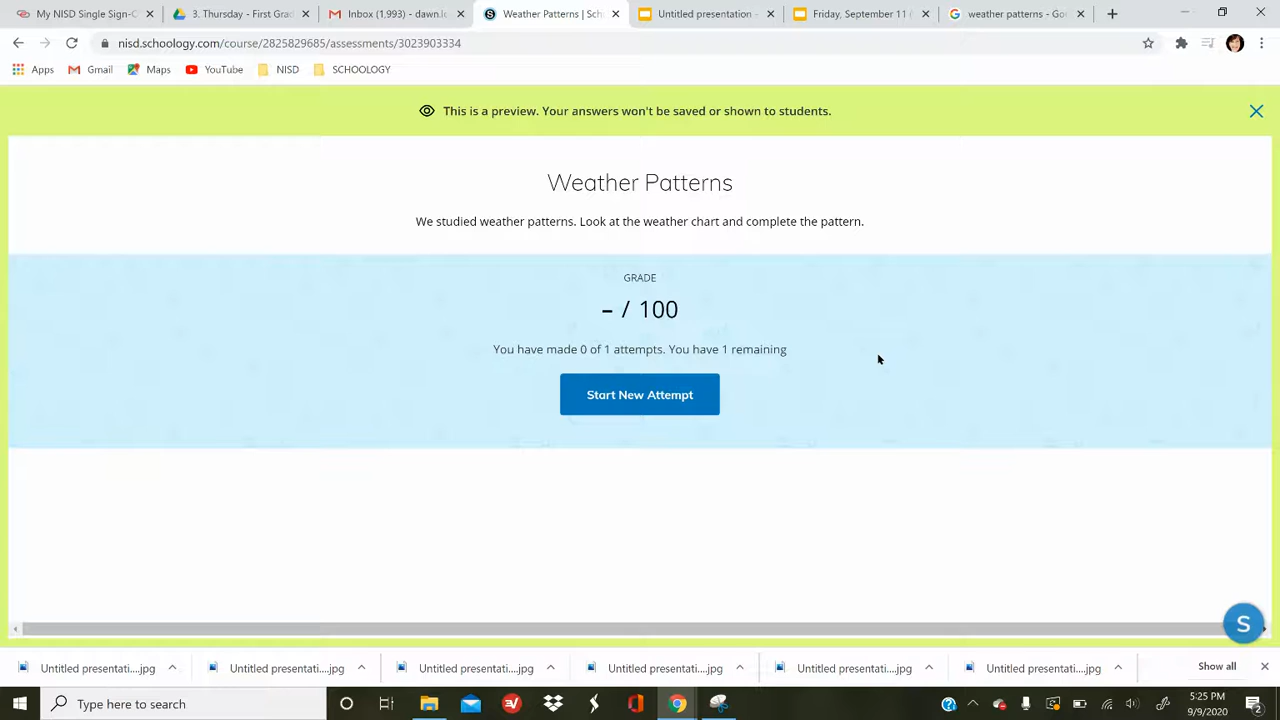 My NISD Single Sign-C
3. Thursday - First Grad
Inbox (1,993) - dawn.lo
Weather Patterns | Sch
Untitled presentation -
Friday, September 11 (
weather patterns - Goo
nisd.schoology.com/course/2825829685/assessments/3023903334
Apps
Gmail
Maps
YouTube
NISD
SCHOOLOGY
This is a preview. Your answers won't be saved or shown to students.
Weather Patterns
We studied weather patterns. Look at the weather chart and complete the pattern.
GRADE
– / 100
You have made 0 of 1 attempts. You have 1 remaining
Start New Attempt
S
Untitled presentati....jpg
Untitled presentati....jpg
Untitled presentati....jpg
Untitled presentati....jpg
Untitled presentati....jpg
Untitled presentati....jpg
Show all
Type here to search
5:25 PM
9/9/2020
2